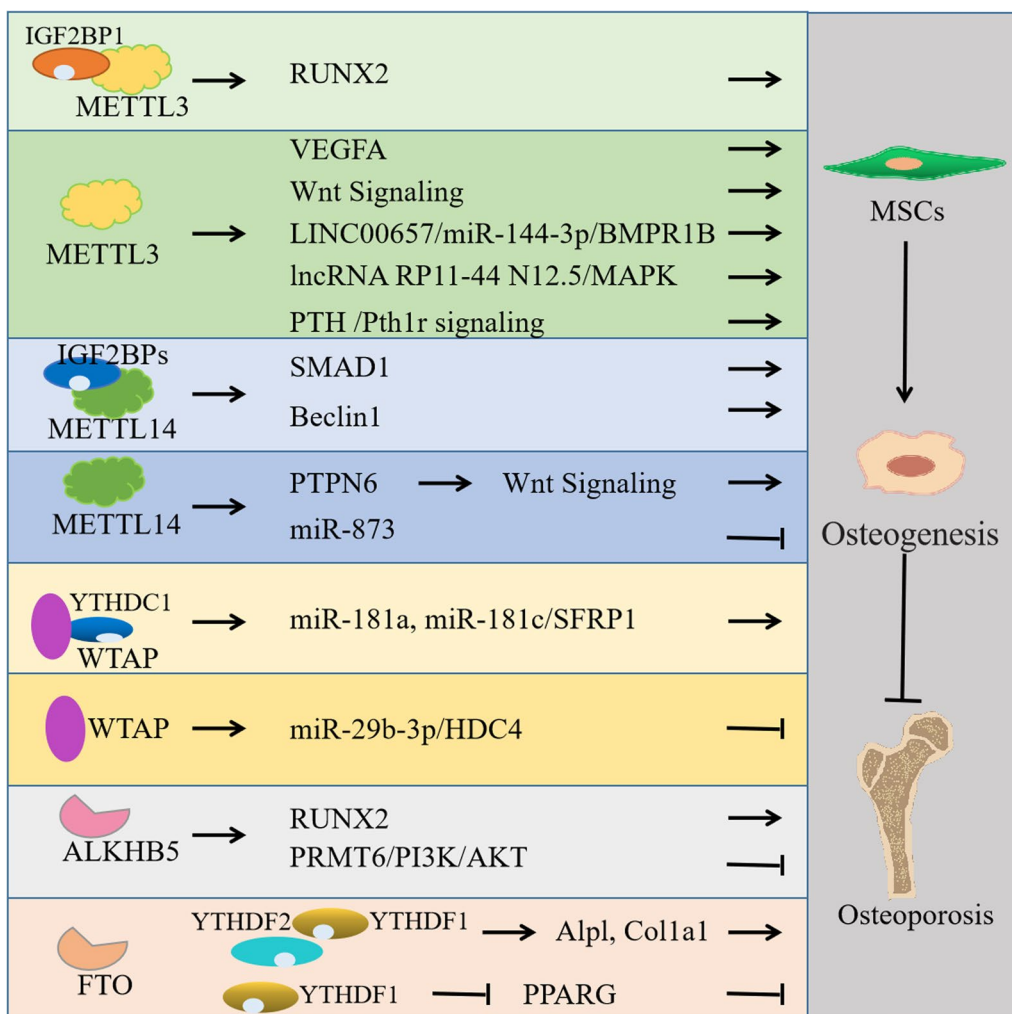 IGF2BP1
METTL3
RUNX2
METTL3
VEGFA
Wnt Signaling
LINC00657/miR-144-3p/BMPR1B
lncRNA RP11-44 N12.5/MAPK
PTH /Pth1r signaling
IGF2BPs
METTL14
SMAD1
Beclin1
METTL14
PTPN6 Wnt Signaling
miR-873
YTHDC1
WTAP
miR-181a, miR-181c/SFRP1
WTAP
miR-29b-3p/HDC4
ALKHB5
RUNX2
PRMT6/PI3K/AKT
FTO
YTHDF2 YTHDF1 Alpl, Col1a1
YTHDF1 PPARG
MSCs
Osteogenesis
Osteoporosis